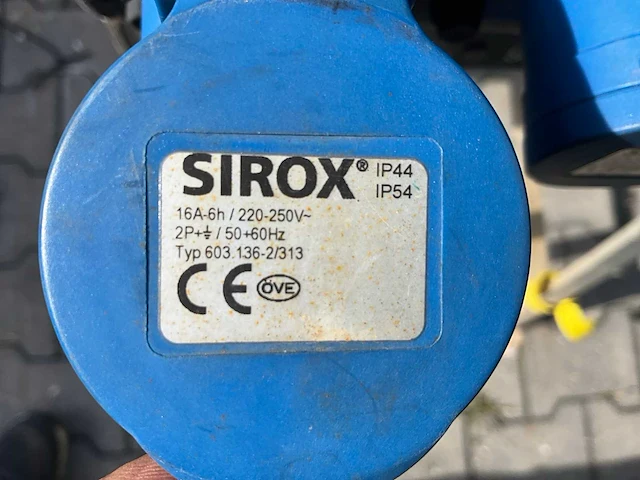 SIROX® IP44
IP54
16A-6h / 220-250V~
2P+⏚ / 50+60Hz
Typ 603.136-2/313
CE ÖVE